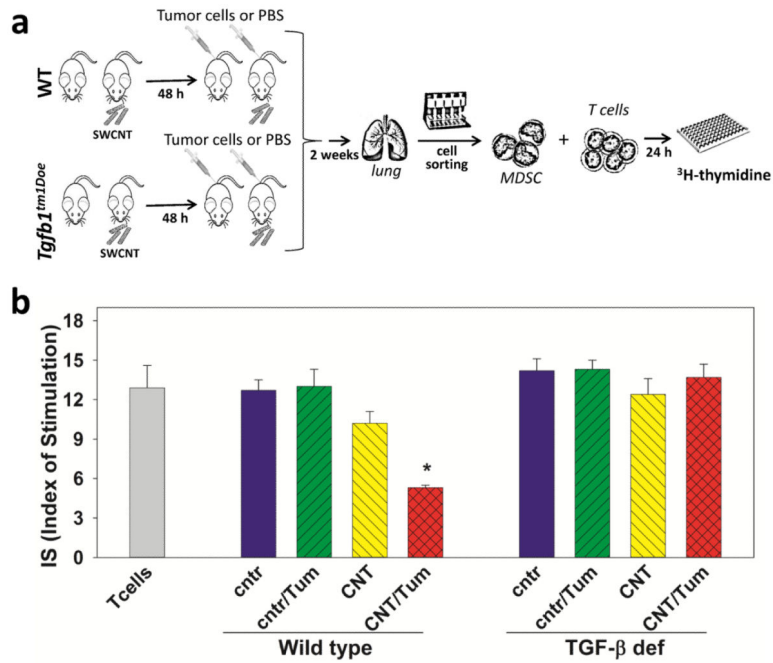 a
Tumor cells or PBS
WT
48 h
SWCNT
Tumor cells or PBS
Tgfb1tm1Doe
48 h
SWCNT
2 weeks
lung
cell
sorting
MDSC
+
T cells
24 h
³H-thymidine
b
IS (Index of Stimulation)
18
15
12
9
6
3
0
*
Tcells
cntr
cntr/Tum
CNT
CNT/Tum
cntr
cntr/Tum
CNT
CNT/Tum
Wild type
TGF-β def